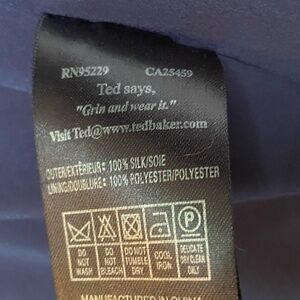 RN95229 CA25459
Ted says,
"Grin and wear it."
Visit Ted@www.tedbaker.com
OUTER/EXTÉRIEUR: 100% SILK/SOIE
LINING/DOUBLURE: 100% POLYESTER/POLYESTER
P
DO NOT WASH
DO NOT BLEACH
DO NOT TUMBLE DRY
COOL IRON
DELICATE DRY CLEAN ONLY
MANUFACTURED IN CHINA